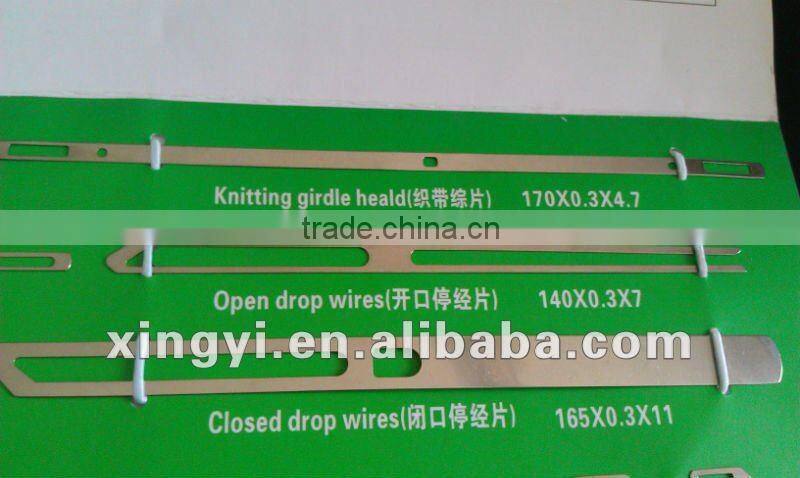 Knitting girdle heald(织带综片) 170X0.3X4.7
trade.china.cn
Open drop wires(开口停经片) 140X0.3X7
xingyi.en.alibaba.com
Closed drop wires(闭口停经片) 165X0.3X11